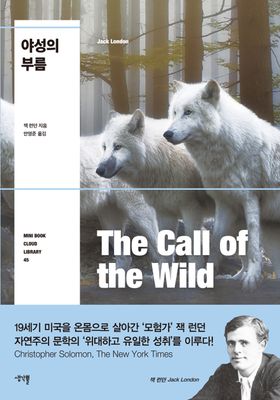 야성의
부름
Jack London
잭 런던 지음
안영준 옮김
MINI BOOK
CLOUD
LIBRARY
45
The Call of
the Wild
19세기 미국을 온몸으로 살아간 '모험가' 잭 런던
자연주의 문학의 '위대하고 유일한 성취'를 이루다!
Christopher Solomon, The New York Times
생각뿔
잭 런던 Jack London